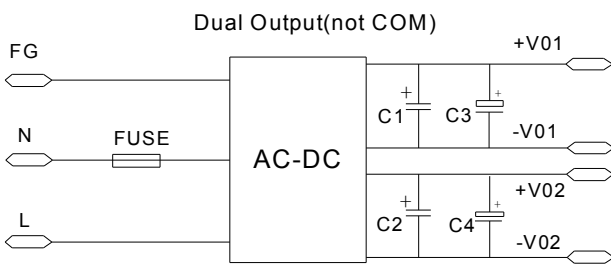 Dual Output(not COM)
FG
+V01
+
+
C1
C3
N
FUSE
AC-DC
-V01
+V02
+
+
L
C2
C4
-V02